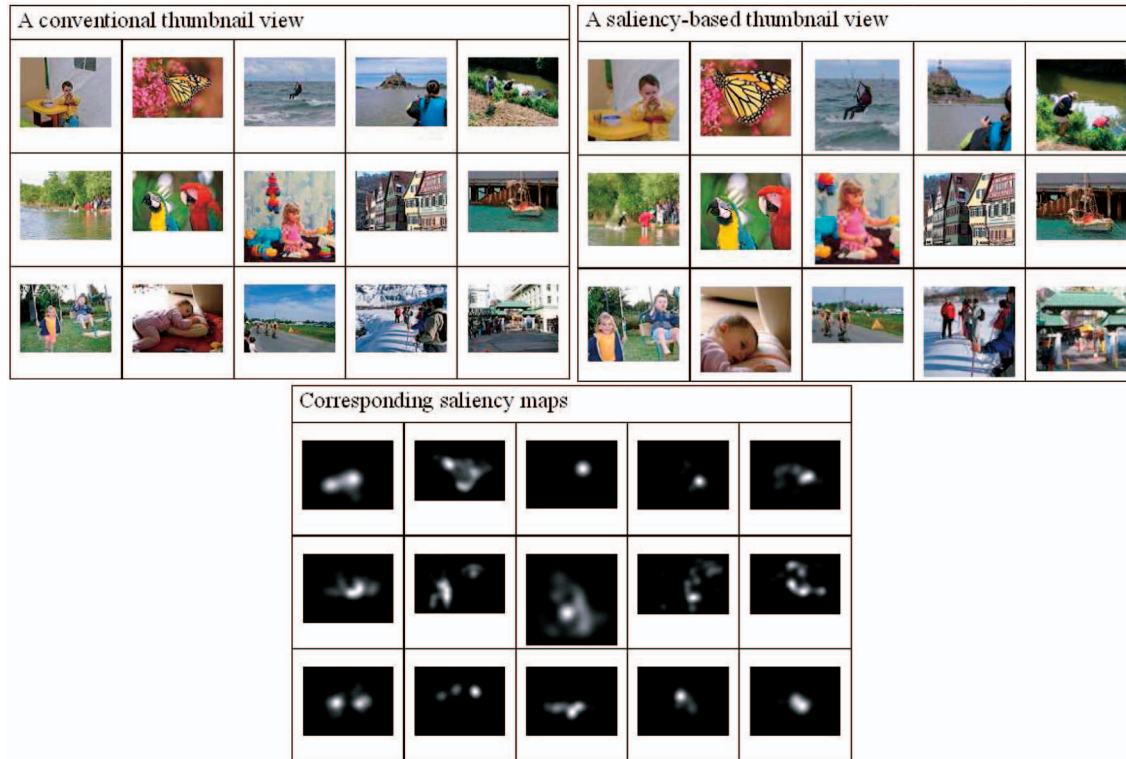 A conventional thumbnail view
A saliency-based thumbnail view
Corresponding saliency maps